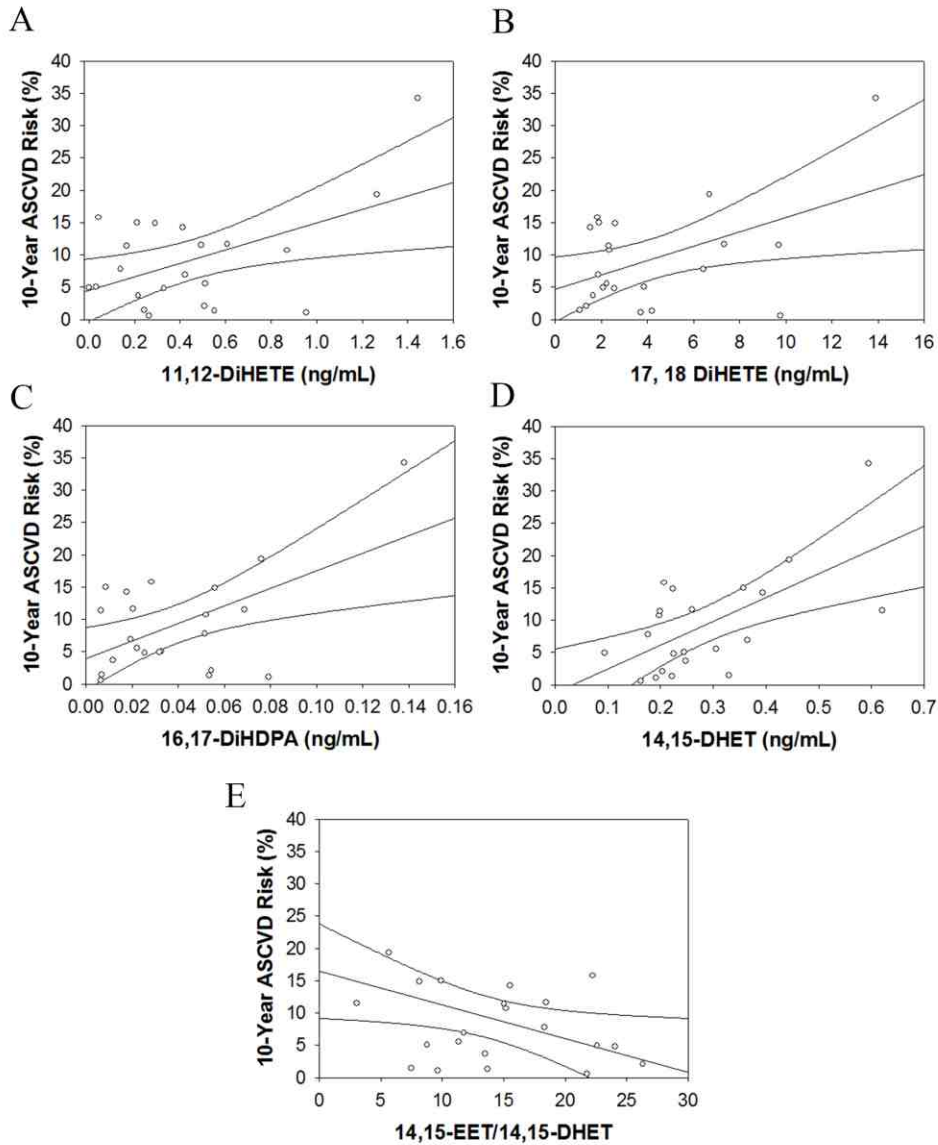 A
B
10-Year ASCVD Risk (%)
40
35
30
25
20
15
10
5
0
0.0 0.2 0.4 0.6 0.8 1.0 1.2 1.4 1.6
11,12-DiHETE (ng/mL)
10-Year ASCVD Risk (%)
40
35
30
25
20
15
10
5
0
0 2 4 6 8 10 12 14 16
17, 18 DiHETE (ng/mL)
C
D
10-Year ASCVD Risk (%)
40
35
30
25
20
15
10
5
0
0.00 0.02 0.04 0.06 0.08 0.10 0.12 0.14 0.16
16,17-DiHDPA (ng/mL)
10-Year ASCVD Risk (%)
40
35
30
25
20
15
10
5
0
0.0 0.1 0.2 0.3 0.4 0.5 0.6 0.7
14,15-DHET (ng/mL)
E
10-Year ASCVD Risk (%)
40
35
30
25
20
15
10
5
0
0 5 10 15 20 25 30
14,15-EET/14,15-DHET